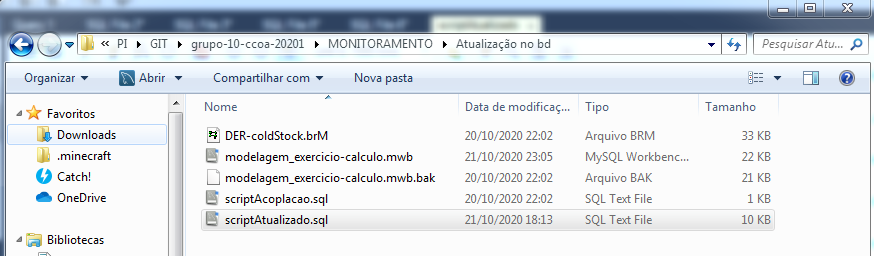 scriptAtualizado
PI ▸ GIT ▸ grupo-10-ccoa-20201 ▸ MONITORAMENTO ▸ Atualização no bd
Pesquisar Atu...
Organizar Abrir Compartilhar com Nova pasta
Favoritos
Downloads
.minecraft
Catch!
OneDrive
Bibliotecas
Nome Data de modificaç... Tipo Tamanho
DER-coldStock.brM 20/10/2020 22:02 Arquivo BRM 33 KB
modelagem_exercicio-calculo.mwb 21/10/2020 23:05 MySQL Workbenc... 22 KB
modelagem_exercicio-calculo.mwb.bak 20/10/2020 22:02 Arquivo BAK 21 KB
scriptAcoplacao.sql 20/10/2020 22:02 SQL Text File 1 KB
scriptAtualizado.sql 21/10/2020 18:13 SQL Text File 10 KB